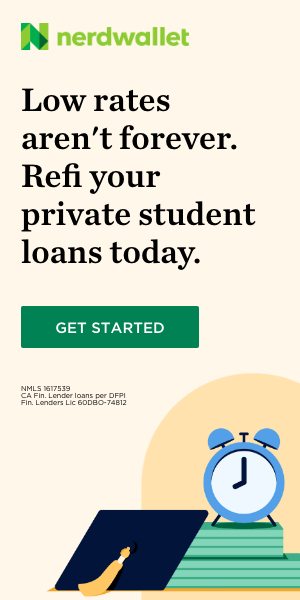 nerdwallet
Low rates
aren't forever.
Refi your
private student
loans today.
GET STARTED
NMLS 1617539
CA Fin. Lender loans per DFPI
Fin. Lenders Lic 60DBO-74812